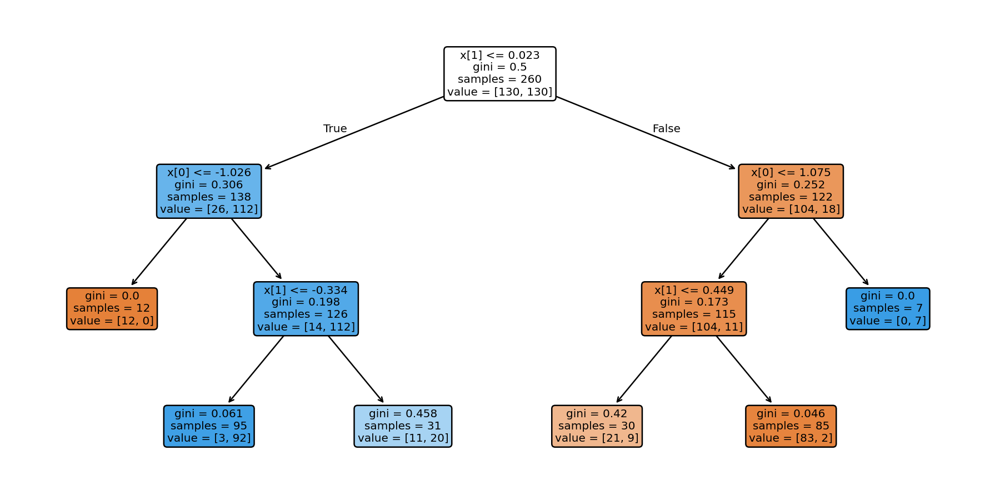 x[1] <= 0.023
gini = 0.5
samples = 260
value = [130, 130]
True
False
x[0] <= -1.026
gini = 0.306
samples = 138
value = [26, 112]
x[0] <= 1.075
gini = 0.252
samples = 122
value = [104, 18]
gini = 0.0
samples = 12
value = [12, 0]
x[1] <= -0.334
gini = 0.198
samples = 126
value = [14, 112]
x[1] <= 0.449
gini = 0.173
samples = 115
value = [104, 11]
gini = 0.0
samples = 7
value = [0, 7]
gini = 0.061
samples = 95
value = [3, 92]
gini = 0.458
samples = 31
value = [11, 20]
gini = 0.42
samples = 30
value = [21, 9]
gini = 0.046
samples = 85
value = [83, 2]